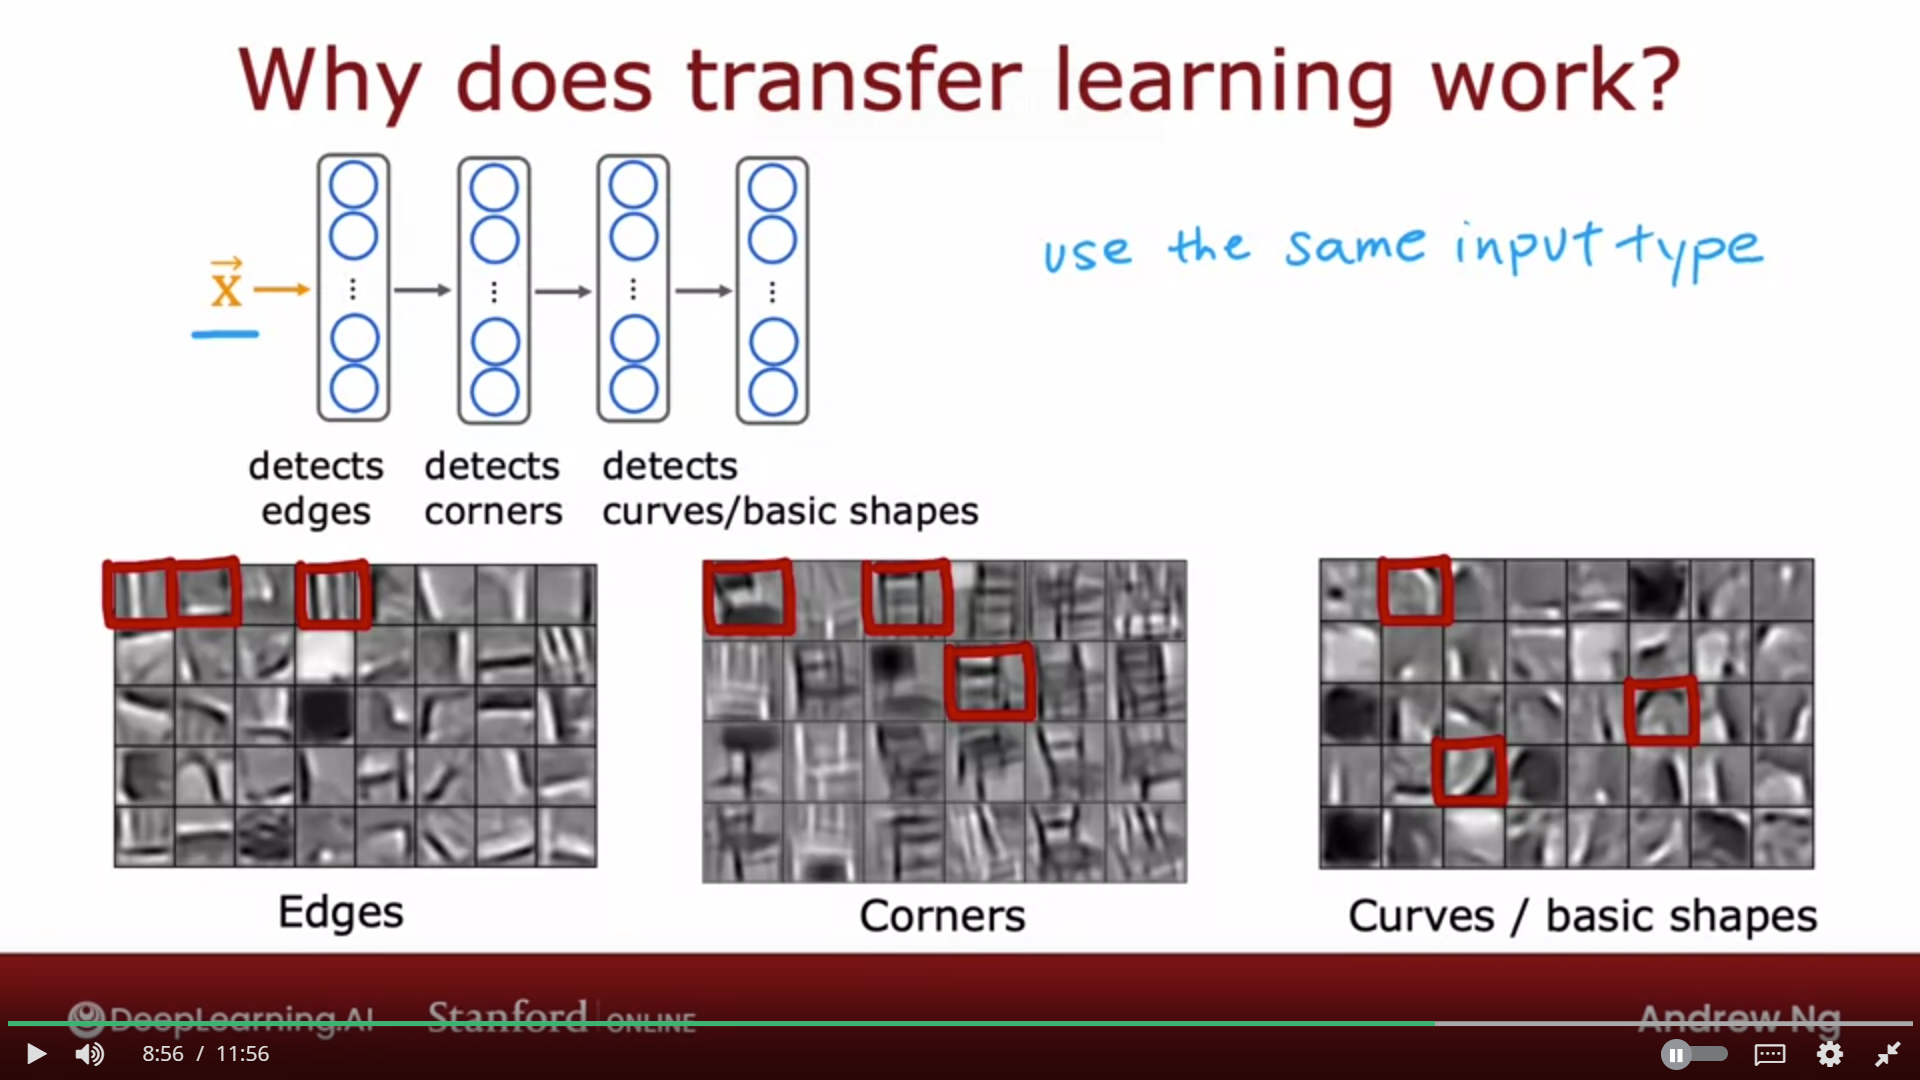 Why does transfer learning work?
x
use the same input type
detects edges
detects corners
detects curves/basic shapes
Edges
Corners
Curves / basic shapes
DeepLearning.AI
Stanford | ONLINE
Andrew Ng
8:56 / 11:56